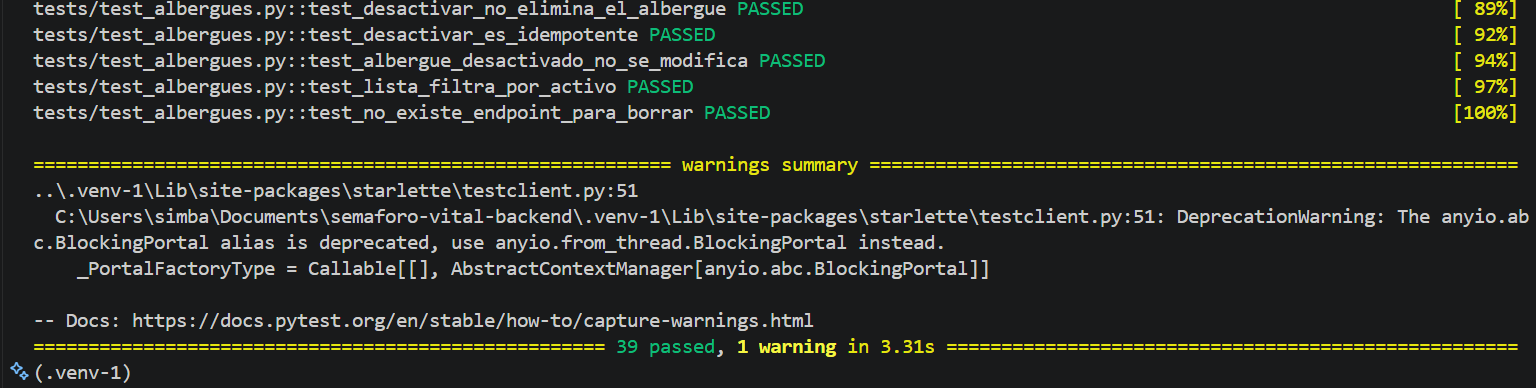 tests/test_albergues.py::test_desactivar_no_elimina_el_albergue PASSED [ 89%]
tests/test_albergues.py::test_desactivar_es_idempotente PASSED [ 92%]
tests/test_albergues.py::test_albergue_desactivado_no_se_modifica PASSED [ 94%]
tests/test_albergues.py::test_lista_filtra_por_activo PASSED [ 97%]
tests/test_albergues.py::test_no_existe_endpoint_para_borrar PASSED [100%]
========================================================== warnings summary ===========================================================
..\.venv-1\Lib\site-packages\starlette\testclient.py:51
  C:\Users\simba\Documents\semaforo-vital-backend\.venv-1\Lib\site-packages\starlette\testclient.py:51: DeprecationWarning: The anyio.ab
c.BlockingPortal alias is deprecated, use anyio.from_thread.BlockingPortal instead.
    _PortalFactoryType = Callable[[], AbstractContextManager[anyio.abc.BlockingPortal]]
-- Docs: https://docs.pytest.org/en/stable/how-to/capture-warnings.html
==================================================== 39 passed, 1 warning in 3.31s ====================================================
(.venv-1)